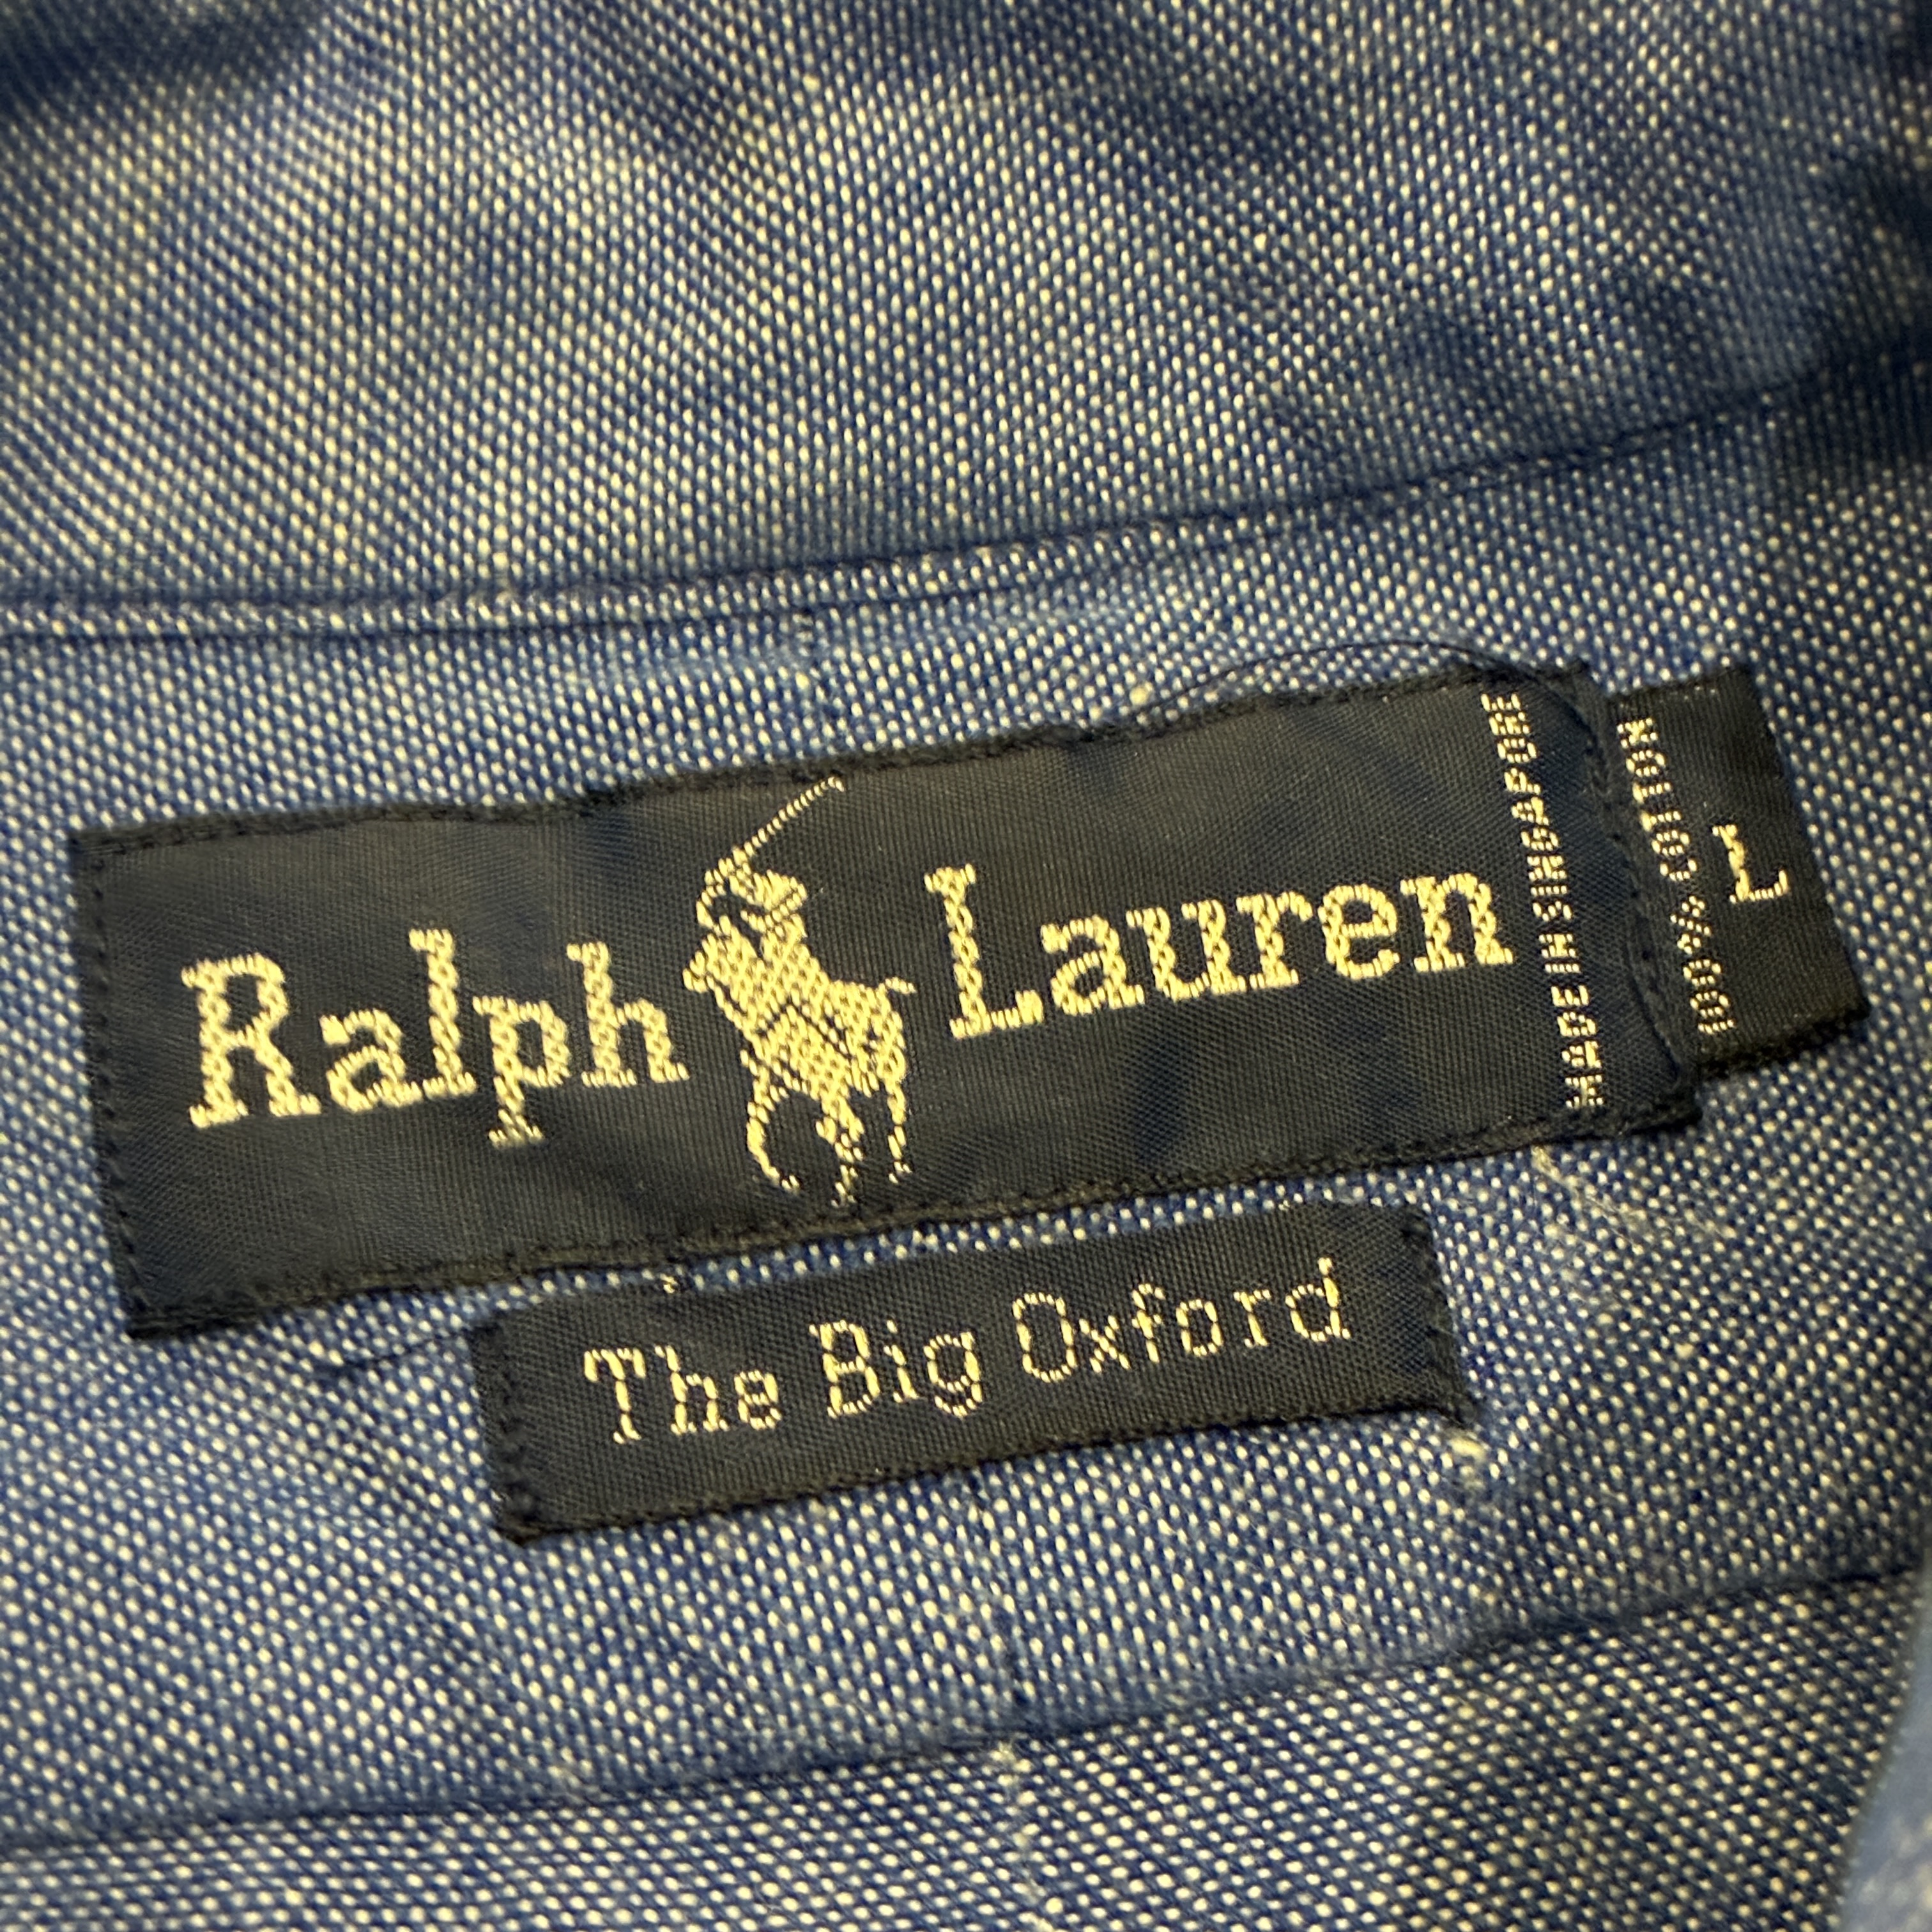 Ralph Lauren
MADE IN SINGAPORE
100% COTTON
L
The Big Oxford